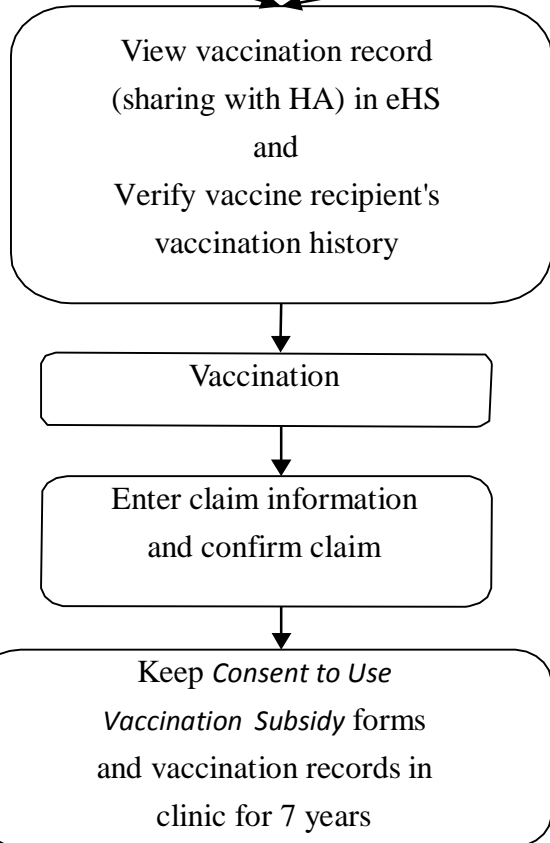 View vaccination record
(sharing with HA) in eHS
and
Verify vaccine recipient's
vaccination history
Vaccination
Enter claim information
and confirm claim
Keep Consent to Use
Vaccination Subsidy forms
and vaccination records in
clinic for 7 years